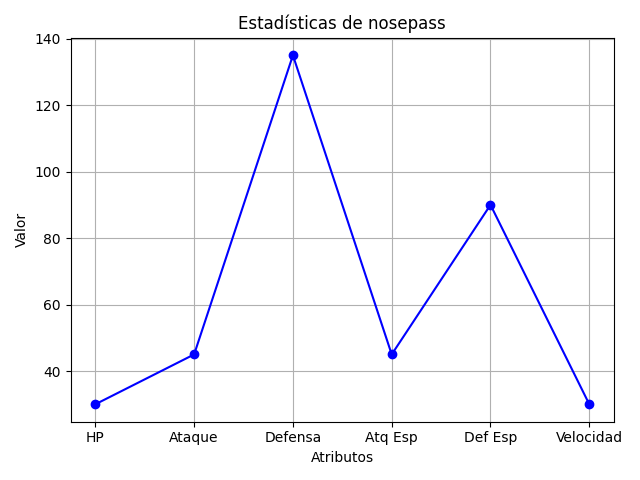 Estadísticas de nosepass
140
120
100
80
60
40
Valor
HP Ataque Defensa Atq Esp Def Esp Velocidad
Atributos